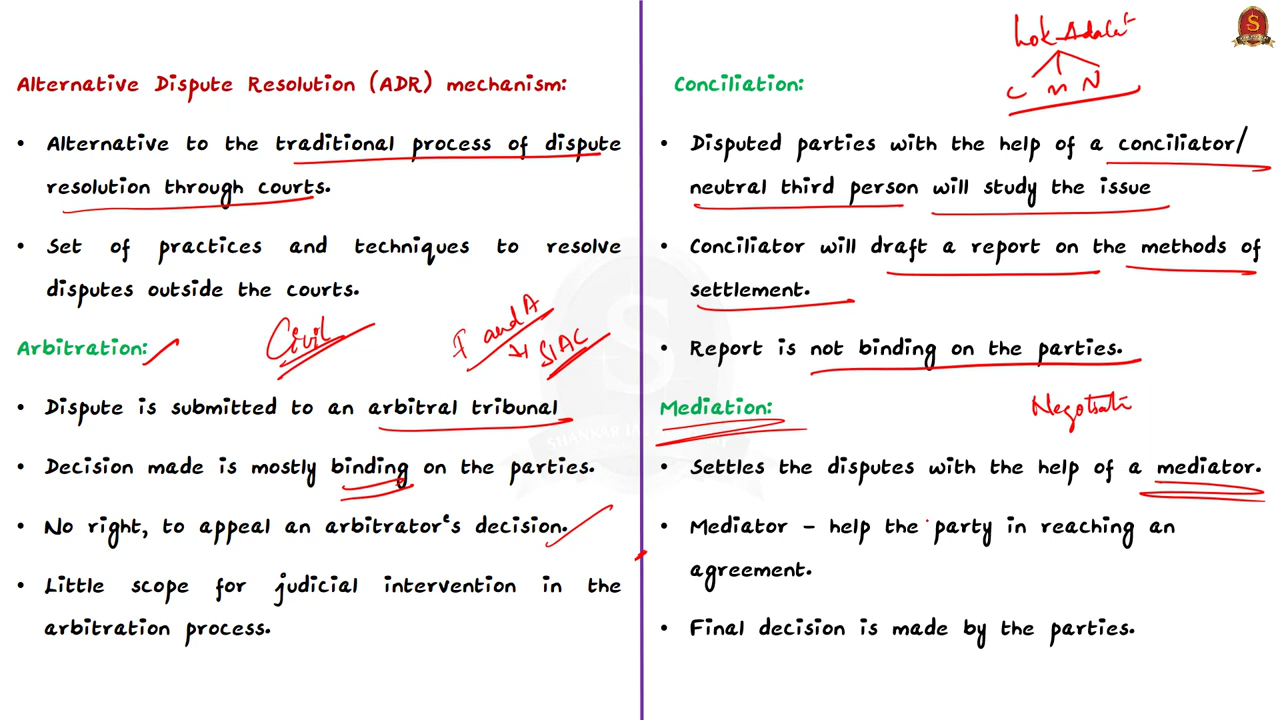 Alternative Dispute Resolution (ADR) mechanism:
• Alternative to the traditional process of dispute
resolution through courts.
• Set of practices and techniques to resolve
disputes outside the courts.
Civil
F and A
SIAC
Arbitration:
• Dispute is submitted to an arbitral tribunal
• Decision made is mostly binding on the parties.
• No right, to appeal an arbitrator's decision.
• Little scope for judicial intervention in the
arbitration process.
Lok Adalat
C M N
Conciliation:
• Disputed parties with the help of a conciliator/
neutral third person will study the issue
• Conciliator will draft a report on the methods of
settlement.
• Report is not binding on the parties.
Mediation:
• Settles the disputes with the help of a mediator.
• Mediator – help the party in reaching an
agreement.
• Final decision is made by the parties.